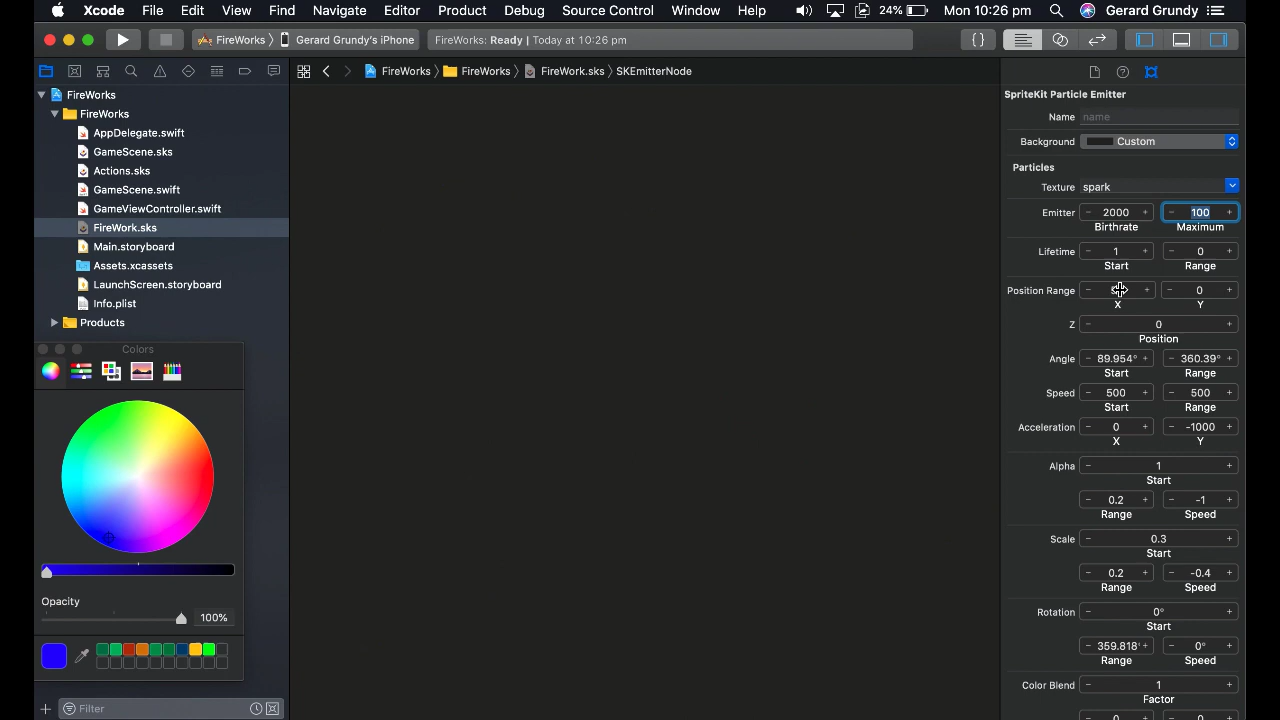 Xcode File Edit View Find Navigate Editor Product Debug Source Control Window Help 24% Mon 10:26 pm Gerard Grundy
FireWorks 〉 Gerard Grundy's iPhone FireWorks: Ready | Today at 10:26 pm { }
FireWorks 〉 FireWorks 〉 FireWork.sks 〉 SKEmitterNode
FireWorks
FireWorks
AppDelegate.swift
GameScene.sks
Actions.sks
GameScene.swift
GameViewController.swift
FireWork.sks
Main.storyboard
Assets.xcassets
LaunchScreen.storyboard
Info.plist
Products
Colors
Opacity
100%
Filter
SpriteKit Particle Emitter
Name name
Background Custom
Particles
Texture spark
Emitter − 2000 + − 100 +
Birthrate Maximum
Lifetime − 1 + − 0 +
Start Range
Position Range − + − 0 +
X Y
Z − 0 +
Position
Angle − 89.954° + − 360.39° +
Start Range
Speed − 500 + − 500 +
Start Range
Acceleration − 0 + − -1000 +
X Y
Alpha − 1 +
Start
− 0.2 + − -1 +
Range Speed
Scale − 0.3 +
Start
− 0.2 + − -0.4 +
Range Speed
Rotation − 0° +
Start
− 359.818° + − 0° +
Range Speed
Color Blend − 1 +
Factor